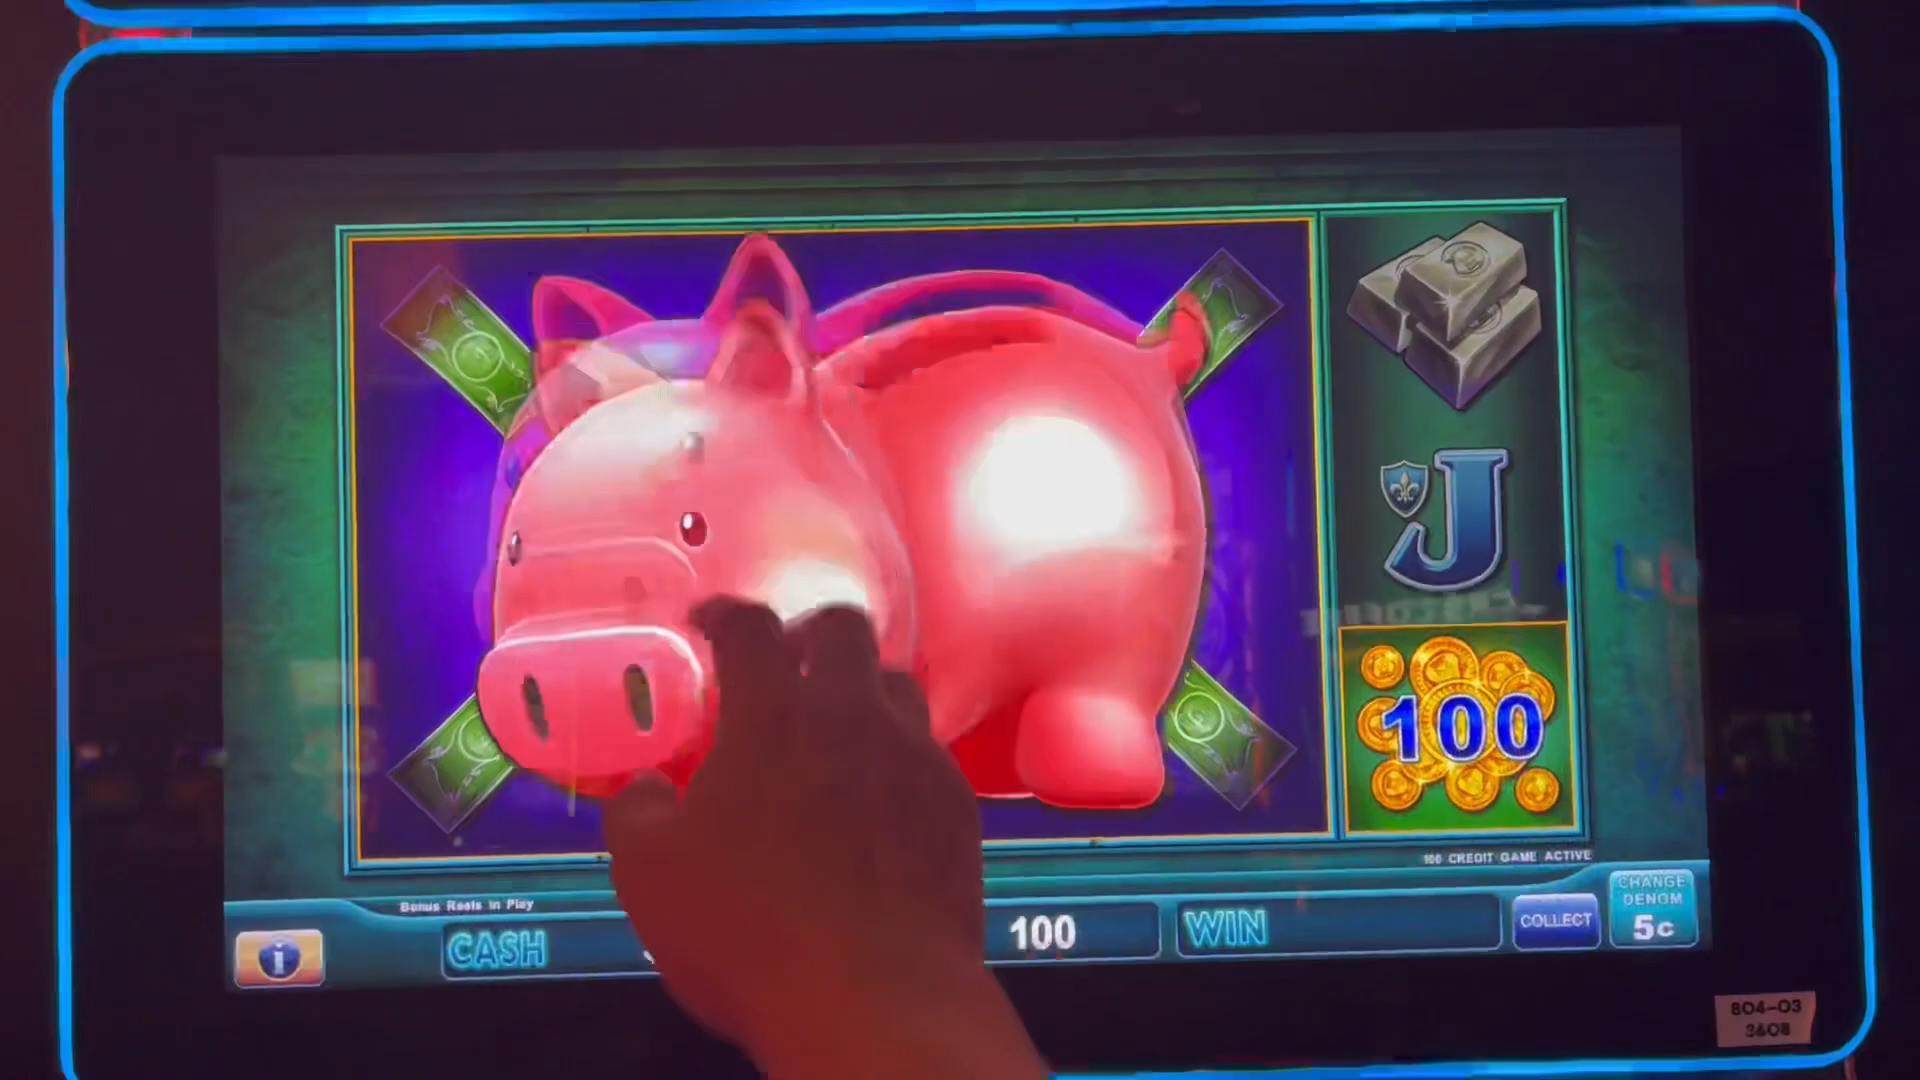 J
100
100 CREDIT GAME ACTIVE
Bonus Reels in Play
CASH
100
WIN
COLLECT
CHANGE
DENOM
5c
804-03
3608